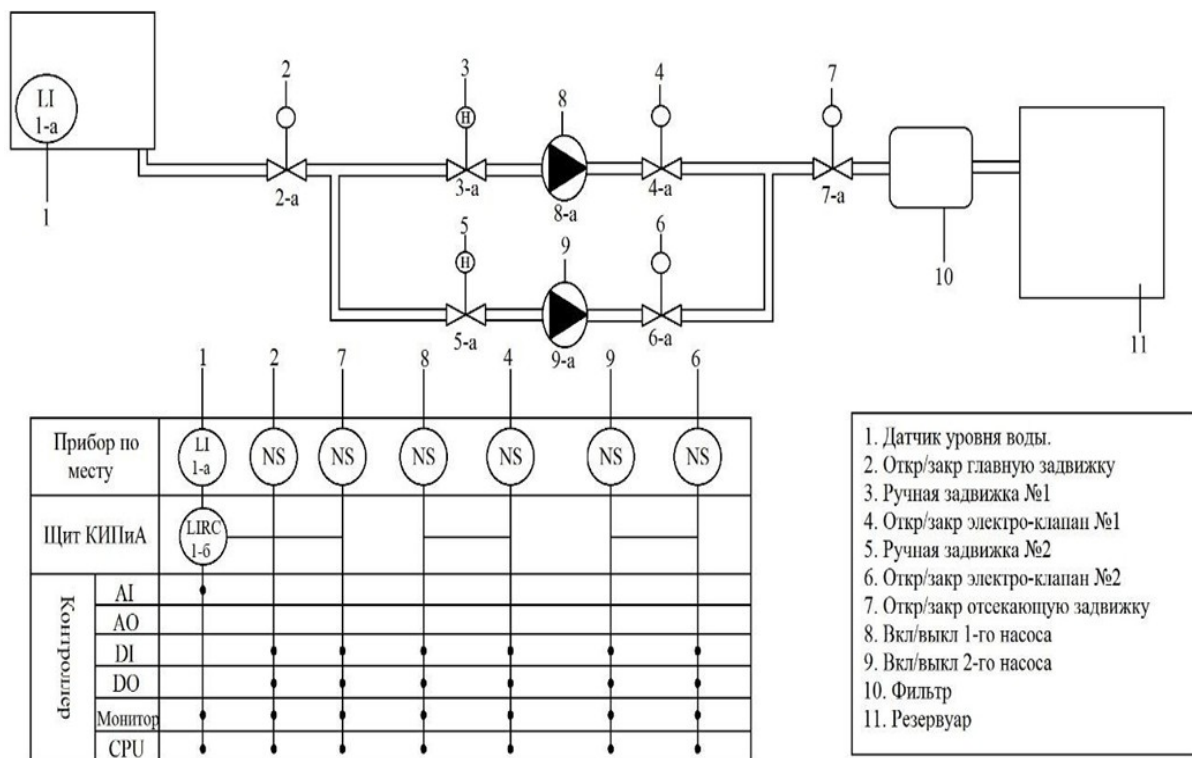 2
3
4
7
8
LI
1-а
Н
2-а
3-а
8-а
4-а
7-а
1
5
9
6
10
Н
5-а
9-а
6-а
11
1
2
7
8
4
9
6
Прибор по
месту
LI
1-а
NS
NS
NS
NS
NS
NS
Щит КИПиА
LIRC
1-б
Контроллер
AI
AO
DI
DO
Монитор
CPU
1. Датчик уровня воды.
2. Откр/закр главную задвижку
3. Ручная задвижка №1
4. Откр/закр электро-клапан №1
5. Ручная задвижка №2
6. Откр/закр электро-клапан №2
7. Откр/закр отсекающую задвижку
8. Вкл/выкл 1-го насоса
9. Вкл/выкл 2-го насоса
10. Фильтр
11. Резервуар